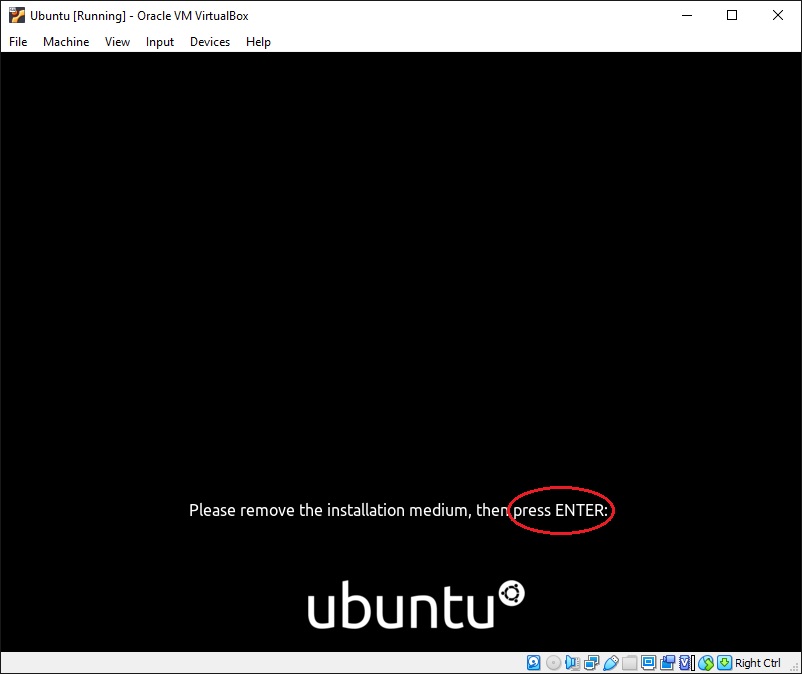 Ubuntu [Running] - Oracle VM VirtualBox
File Machine View Input Devices Help
Please remove the installation medium, then press ENTER:
ubuntu
Right Ctrl